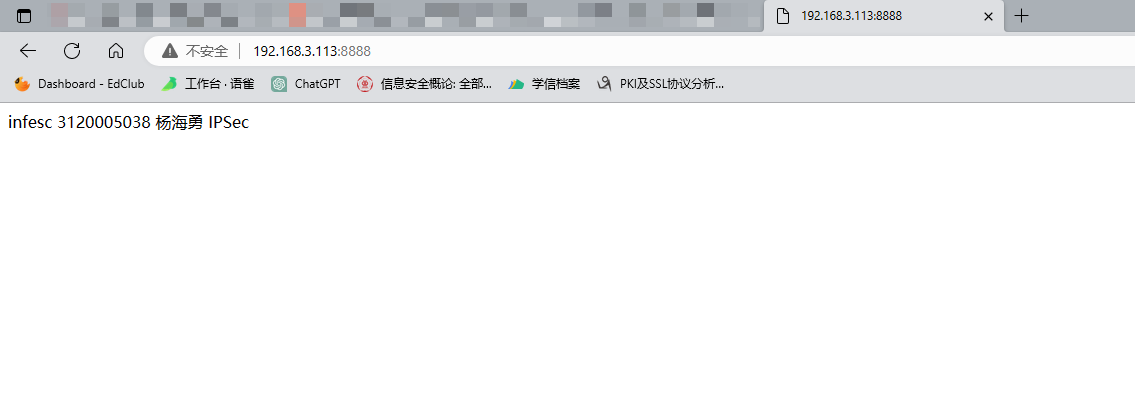 192.168.3.113:8888
不安全 192.168.3.113:8888
Dashboard - EdClub 工作台 · 语雀 ChatGPT 信息安全概论: 全部... 学信档案 PKI及SSL协议分析...
infesc 3120005038 杨海勇 IPSec